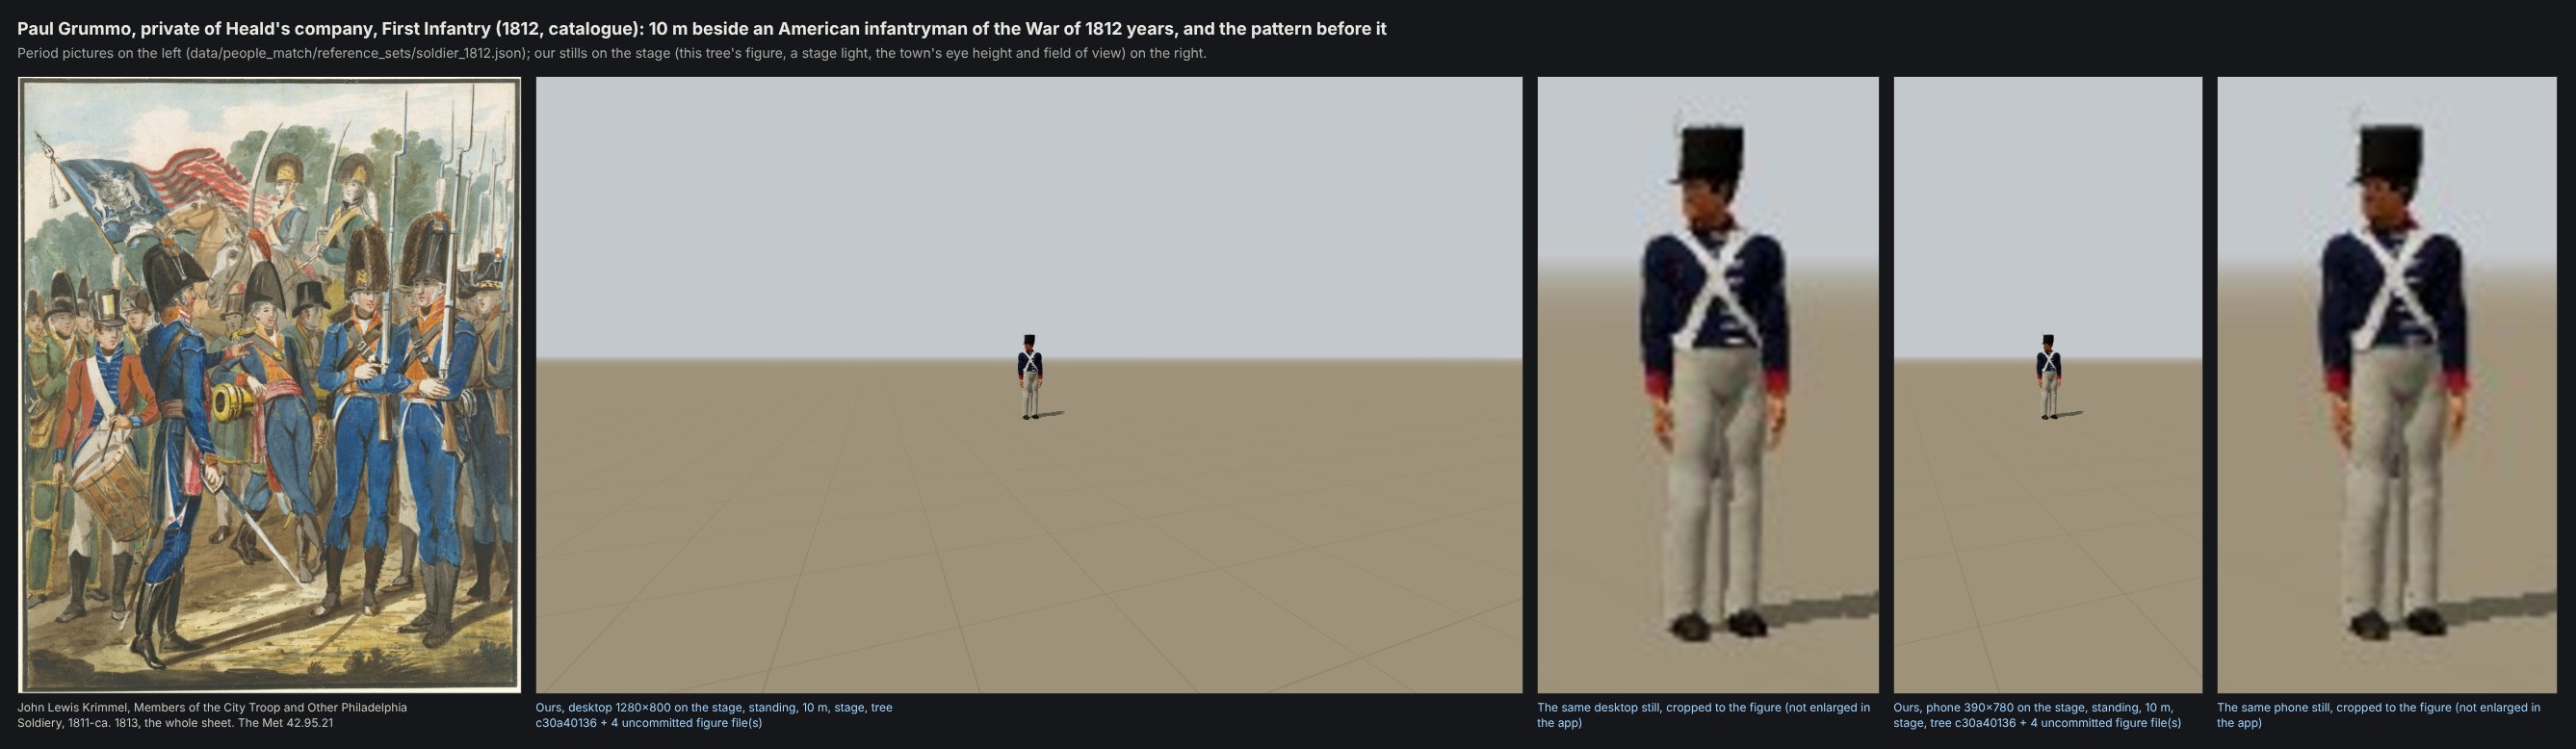 Paul Grummo, private of Heald's company, First Infantry (1812, catalogue): 10 m beside an American infantryman of the War of 1812 years, and the pattern before it
Period pictures on the left (data/people_match/reference_sets/soldier_1812.json); our stills on the stage (this tree's figure, a stage light, the town's eye height and field of view) on the right.
John Lewis Krimmel, Members of the City Troop and Other Philadelphia
Soldiery, 1811-ca. 1813, the whole sheet. The Met 42.95.21
Ours, desktop 1280×800 on the stage, standing, 10 m, stage, tree
c30a40136 + 4 uncommitted figure file(s)
The same desktop still, cropped to the figure (not enlarged in
the app)
Ours, phone 390×780 on the stage, standing, 10 m,
stage, tree c30a40136 + 4 uncommitted figure file(s)
The same phone still, cropped to the figure (not enlarged in
the app)